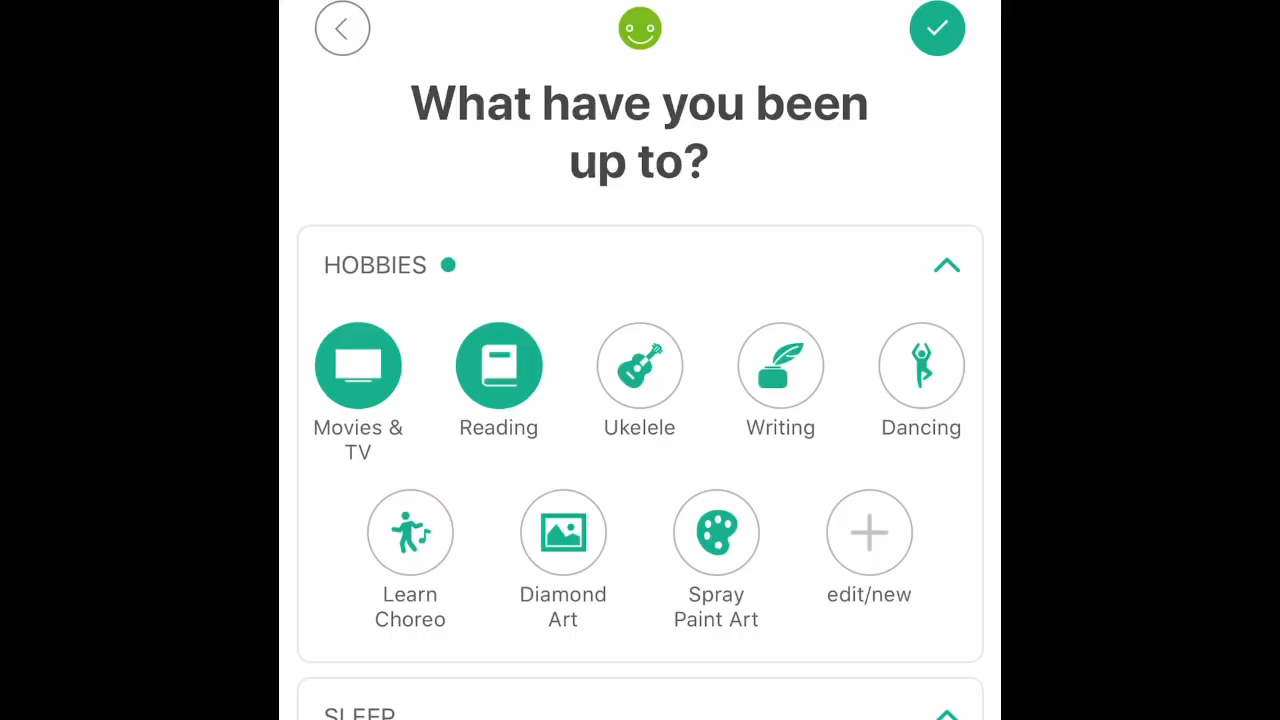 What have you been
up to?
HOBBIES
Movies &
TV
Reading
Ukelele
Writing
Dancing
Learn
Choreo
Diamond
Art
Spray
Paint Art
edit/new
SLEEP